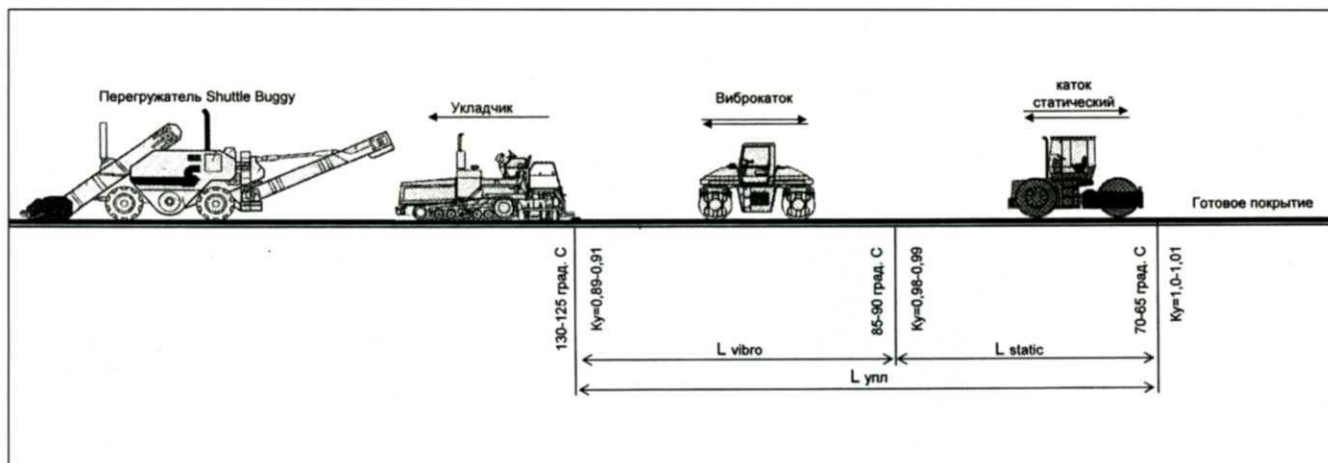 Перегружатель Shuttle Buggy
Укладчик
Виброкаток
каток
статический
Готовое покрытие
130-125 град. С
Ку=0,89-0,91
85-90 град. С
Ку=0,98-0,99
70-65 град. С
Ку=1,0-1,01
L vibro
L static
L упл